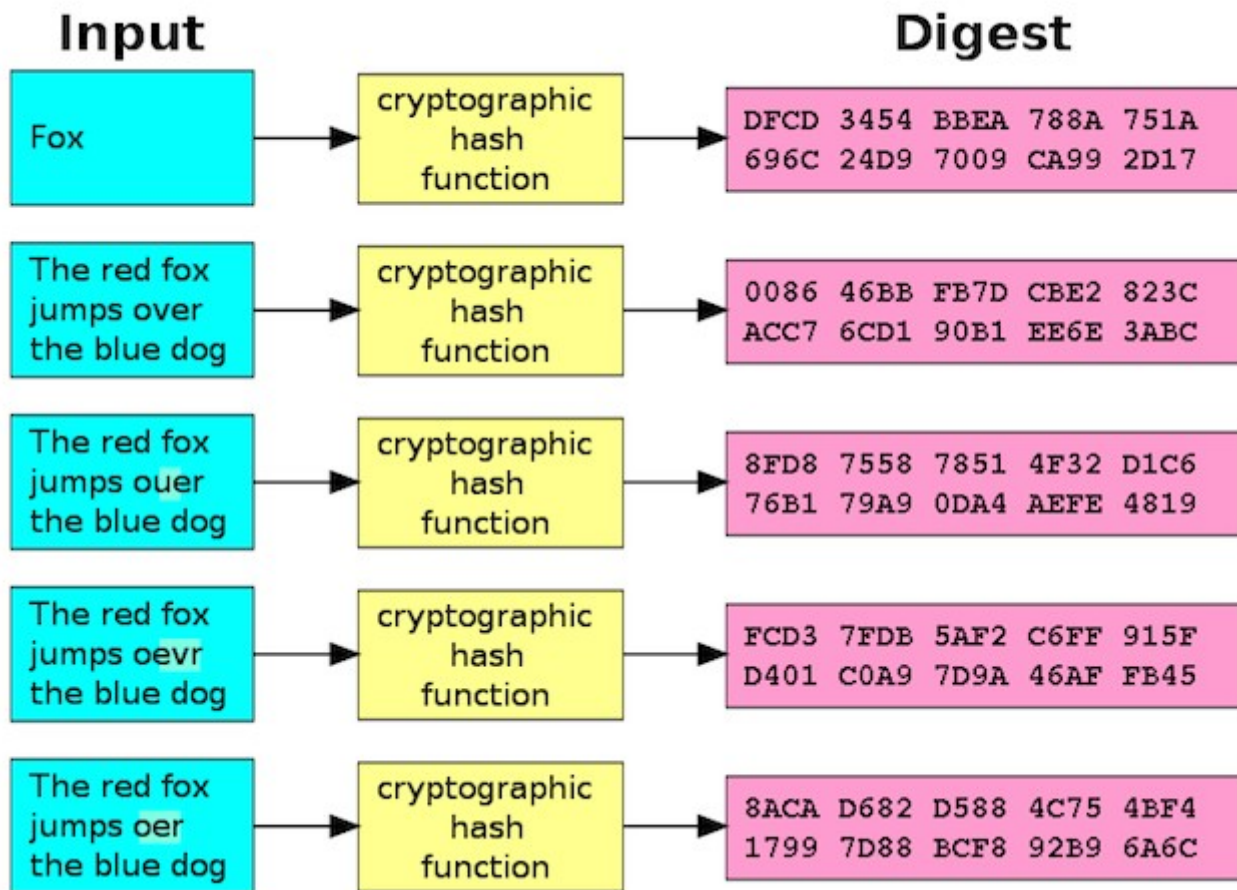 Input
Digest
Fox
cryptographic
hash
function
DFCD 3454 BBEA 788A 751A
696C 24D9 7009 CA99 2D17
The red fox
jumps over
the blue dog
cryptographic
hash
function
0086 46BB FB7D CBE2 823C
ACC7 6CD1 90B1 EE6E 3ABC
The red fox
jumps ouer
the blue dog
cryptographic
hash
function
8FD8 7558 7851 4F32 D1C6
76B1 79A9 0DA4 AEFE 4819
The red fox
jumps oevr
the blue dog
cryptographic
hash
function
FCD3 7FDB 5AF2 C6FF 915F
D401 C0A9 7D9A 46AF FB45
The red fox
jumps oer
the blue dog
cryptographic
hash
function
8ACA D682 D588 4C75 4BF4
1799 7D88 BCF8 92B9 6A6C